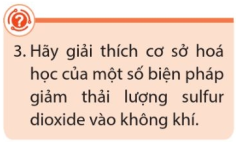 3. Hãy giải thích cơ sở hoá
học của một số biện pháp
giảm thải lượng sulfur
dioxide vào không khí.